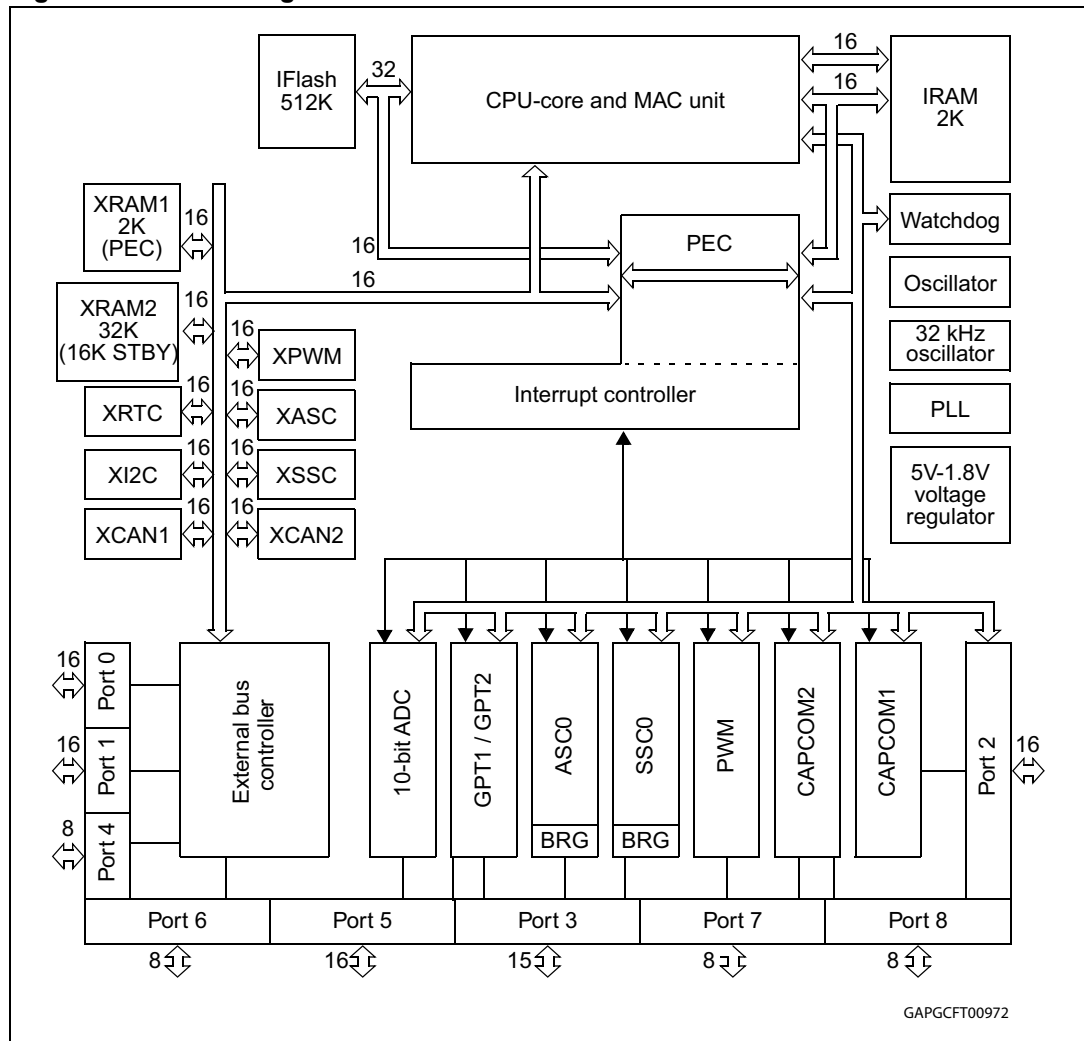 16
IFlash
512K
32
CPU-core and MAC unit
16
IRAM
2K
XRAM1
2K
(PEC)
16
16
PEC
Watchdog
16
Oscillator
XRAM2
32K
(16K STBY)
16
16
XPWM
32 kHz
oscillator
XRTC
16
16
XASC
Interrupt controller
PLL
XI2C
16
16
XSSC
5V-1.8V
voltage
regulator
XCAN1
16
16
XCAN2
16
Port 0
16
Port 1
8
Port 4
External bus
controller
10-bit ADC
GPT1 / GPT2
ASC0
BRG
SSC0
BRG
PWM
CAPCOM2
CAPCOM1
Port 2
16
Port 6
Port 5
Port 3
Port 7
Port 8
8
16
15
8
8
GAPGCFT00972